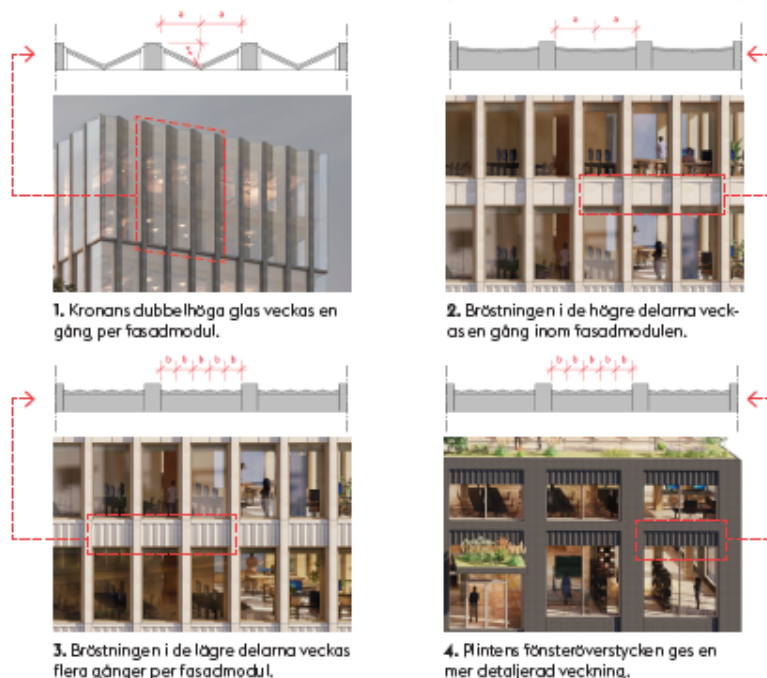 a a
1. Kronans dubbelhöga glas veckas en
gång per fasadmodul.
a a
2. Bröstningen i de högre delarna veck-
as en gång inom fasadmodulen.
b b b b b
3. Bröstningen i de lägre delarna veckas
flera gånger per fasadmodul.
b b b b b
4. Plintens fönsteröverstycken ges en
mer detaljerad veckning.